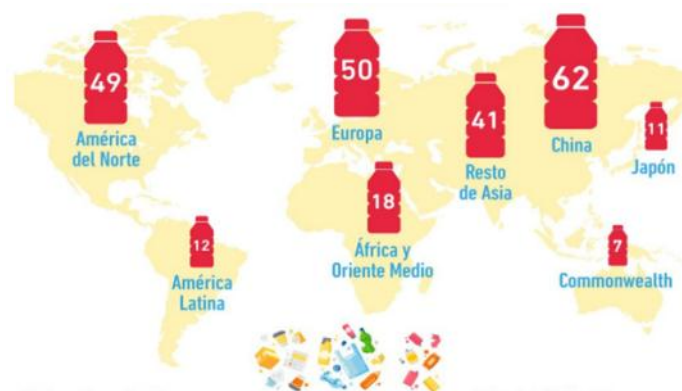 49
América
del Norte
50
Europa
41
Resto
de Asia
62
China
11
Japón
12
América
Latina
18
África y
Oriente Medio
7
Commonwealth